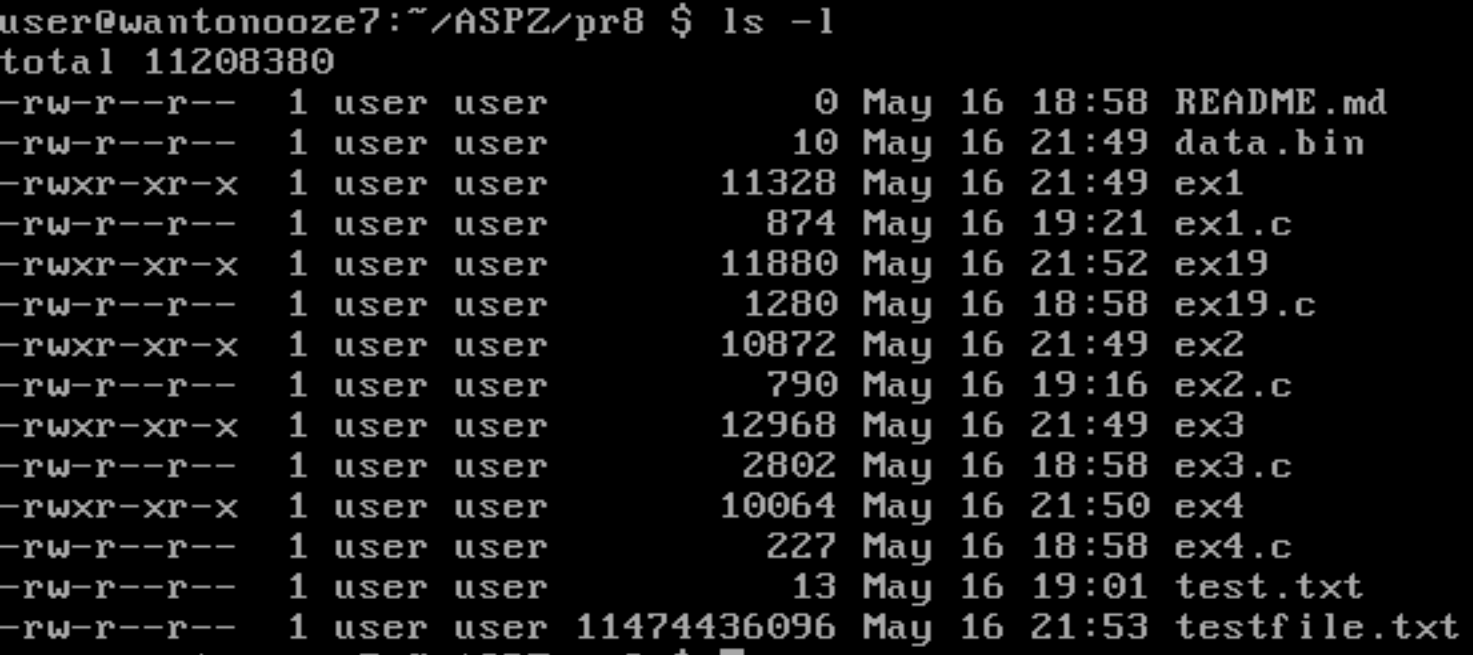 user@wantonooze7:~/ASPZ/pr8 $ ls -l
total 11208380
-rw-r--r--  1 user user           0 May 16 18:58 README.md
-rw-r--r--  1 user user          10 May 16 21:49 data.bin
-rwxr-xr-x  1 user user       11328 May 16 21:49 ex1
-rw-r--r--  1 user user         874 May 16 19:21 ex1.c
-rwxr-xr-x  1 user user       11880 May 16 21:52 ex19
-rw-r--r--  1 user user        1280 May 16 18:58 ex19.c
-rwxr-xr-x  1 user user       10872 May 16 21:49 ex2
-rw-r--r--  1 user user         790 May 16 19:16 ex2.c
-rwxr-xr-x  1 user user       12968 May 16 21:49 ex3
-rw-r--r--  1 user user        2802 May 16 18:58 ex3.c
-rwxr-xr-x  1 user user       10064 May 16 21:50 ex4
-rw-r--r--  1 user user         227 May 16 18:58 ex4.c
-rw-r--r--  1 user user          13 May 16 19:01 test.txt
-rw-r--r--  1 user user 11474436096 May 16 21:53 testfile.txt